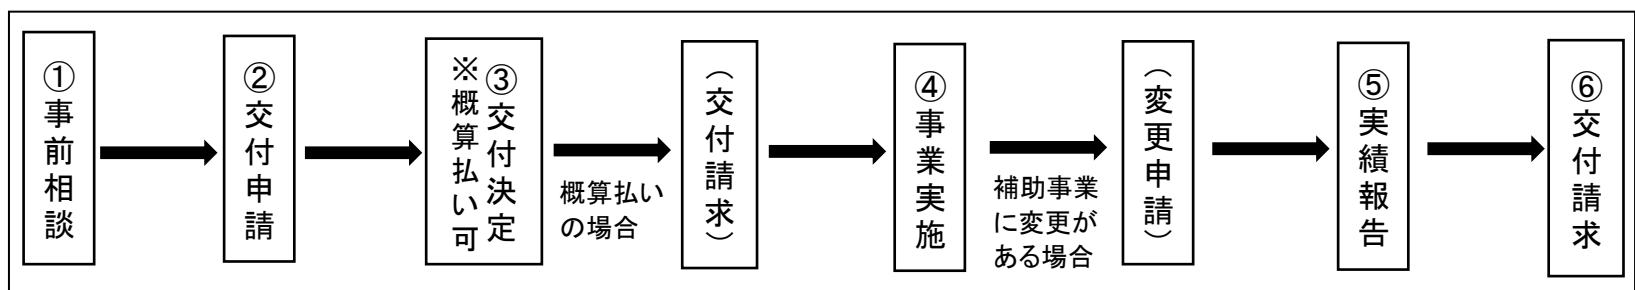 ①事前相談
②交付申請
③交付決定
※概算払い可
概算払い
の場合
（交付請求）
④事業実施
補助事業
に変更が
ある場合
（変更申請）
⑤実績報告
⑥交付請求